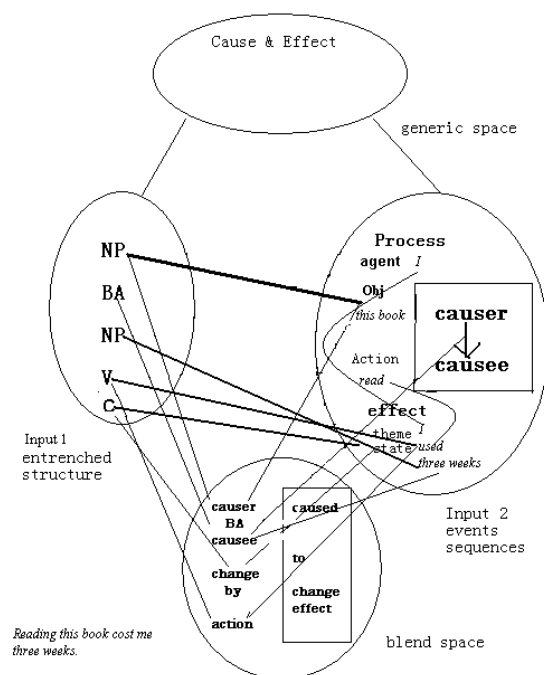 Cause & Effect
generic space
NP
BA
NP
V
C
Input 1
entrenched
structure
Process
agent I
Obj
this book
causer
causee
Action
read
effect
I
theme
state
used
three weeks
Input 2
events
sequences
causer
BA
causee
change
by
action
caused
to
change
effect
blend space
Reading this book cost me
three weeks.